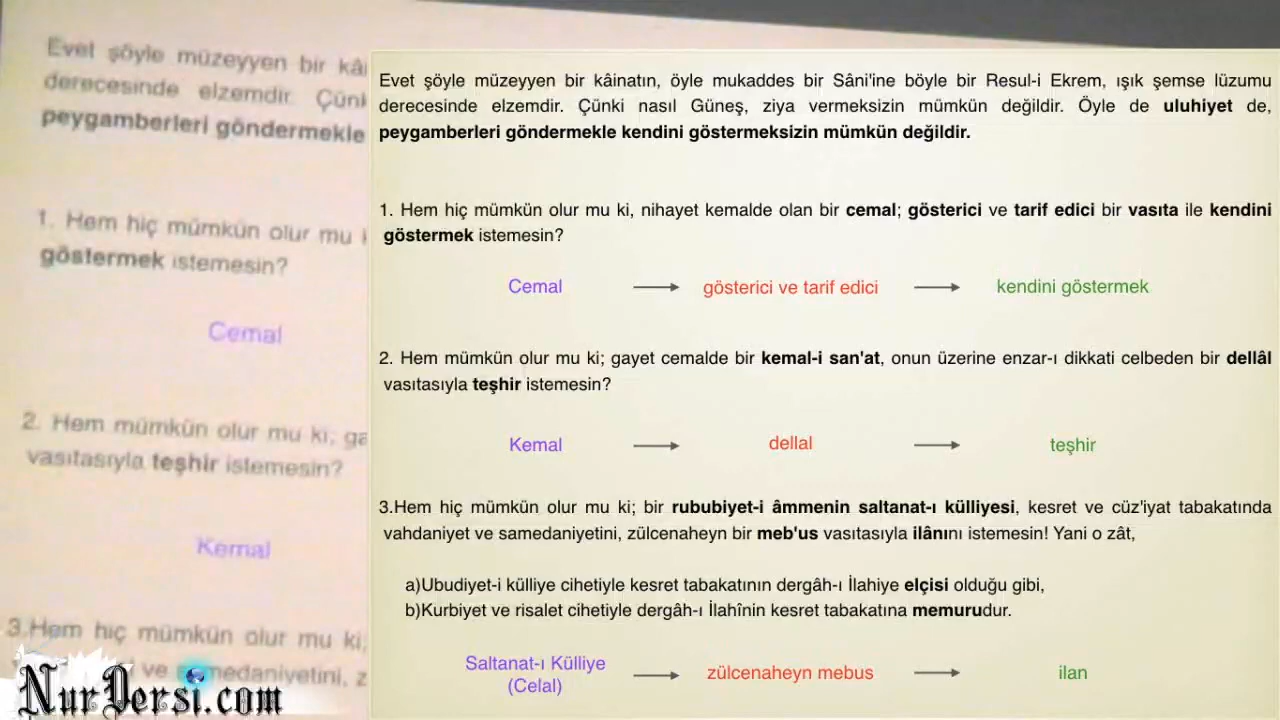 Evet şöyle müzeyyen bir kâi
derecesinde elzemdir. Çünk
peygamberleri göndermekle
1. Hem hiç mümkün olur mu k
göstermek istemesin?
Cemal
2. Hem mümkün olur mu ki; ga
vasıtasıyla teşhir istemesin?
Kemal
3.Hem hiç mümkün olur mu ki;
ve samedaniyetini, z
NurDersi.com
Evet şöyle müzeyyen bir kâinatın, öyle mukaddes bir Sâni'ine böyle bir Resul-i Ekrem, ışık şemse lüzumu
derecesinde elzemdir. Çünki nasıl Güneş, ziya vermeksizin mümkün değildir. Öyle de uluhiyet de,
peygamberleri göndermekle kendini göstermeksizin mümkün değildir.
1. Hem hiç mümkün olur mu ki, nihayet kemalde olan bir cemal; gösterici ve tarif edici bir vasıta ile kendini
göstermek istemesin?
Cemal → gösterici ve tarif edici → kendini göstermek
2. Hem mümkün olur mu ki; gayet cemalde bir kemal-i san'at, onun üzerine enzar-ı dikkati celbeden bir dellâl
vasıtasıyla teşhir istemesin?
Kemal → dellal → teşhir
3.Hem hiç mümkün olur mu ki; bir rububiyet-i âmmenin saltanat-ı külliyesi, kesret ve cüz'iyat tabakatında
vahdaniyet ve samedaniyetini, zülcenaheyn bir meb'us vasıtasıyla ilânını istemesin! Yani o zât,
a)Ubudiyet-i külliye cihetiyle kesret tabakatının dergâh-ı İlahiye elçisi olduğu gibi,
b)Kurbiyet ve risalet cihetiyle dergâh-ı İlahînin kesret tabakatına memurudur.
Saltanat-ı Külliye
(Celal) → zülcenaheyn mebus → ilan